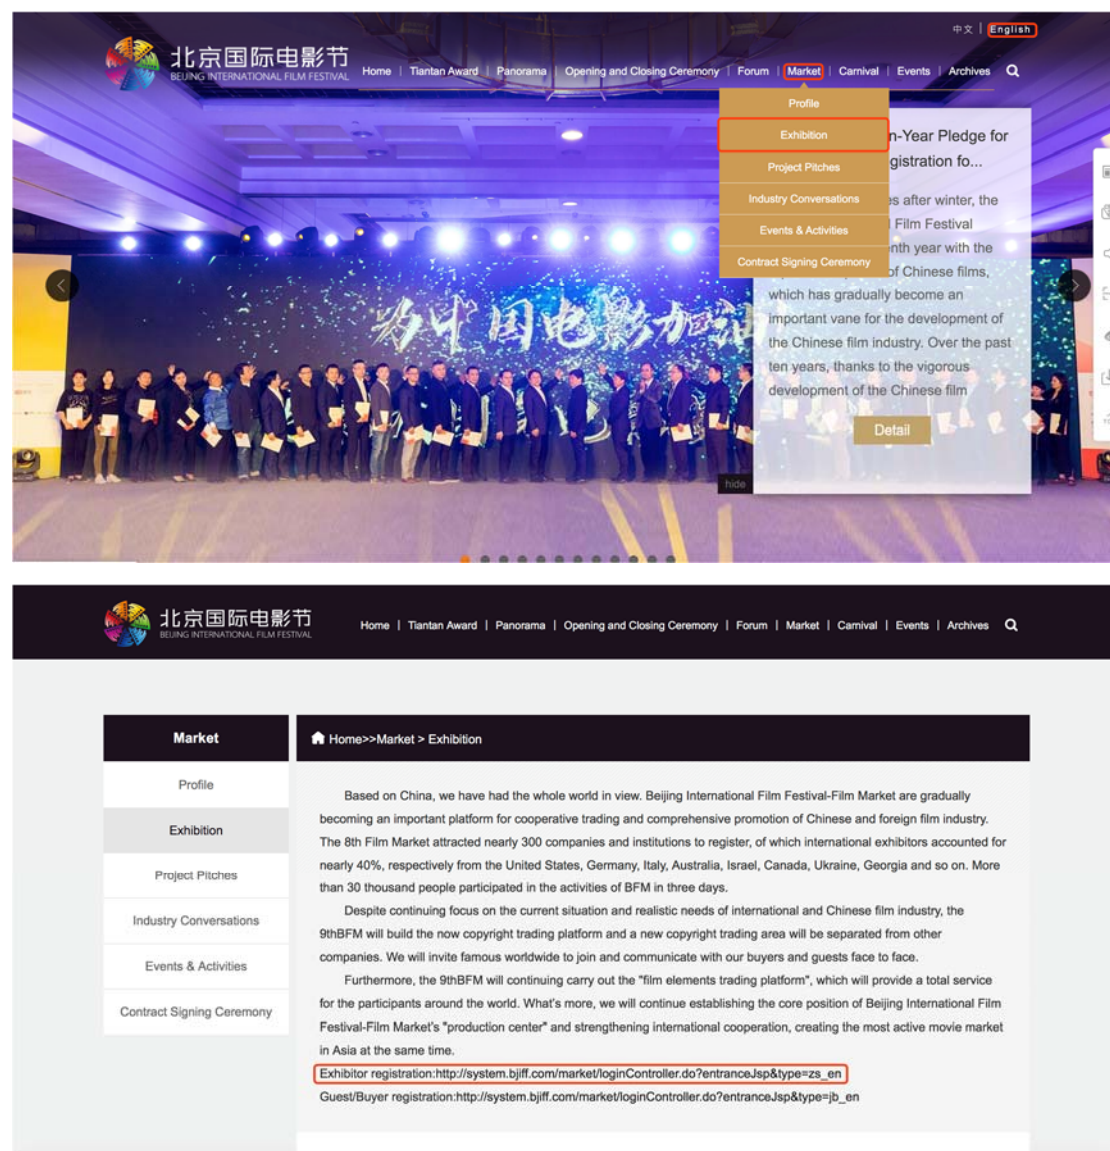 中文 | English
北京国际电影节
BEIJING INTERNATIONAL FILM FESTIVAL
Home | Tiantan Award | Panorama | Opening and Closing Ceremony | Forum | Market | Carnival | Events | Archives
Profile
Exhibition
Project Pitches
Industry Conversations
Events & Activities
Contract Signing Ceremony
n-Year Pledge for
gistration fo...
es after winter, the
l Film Festival
nth year with the
of Chinese films,
which has gradually become an
important vane for the development of
the Chinese film industry. Over the past
ten years, thanks to the vigorous
development of the Chinese film
Detail
hide
为中国电影加油
北京国际电影节
BEIJING INTERNATIONAL FILM FESTIVAL
Home | Tiantan Award | Panorama | Opening and Closing Ceremony | Forum | Market | Carnival | Events | Archives
Market
Profile
Exhibition
Project Pitches
Industry Conversations
Events & Activities
Contract Signing Ceremony
Home>>Market > Exhibition
Based on China, we have had the whole world in view. Beijing International Film Festival-Film Market are gradually
becoming an important platform for cooperative trading and comprehensive promotion of Chinese and foreign film industry.
The 8th Film Market attracted nearly 300 companies and institutions to register, of which international exhibitors accounted for
nearly 40%, respectively from the United States, Germany, Italy, Australia, Israel, Canada, Ukraine, Georgia and so on. More
than 30 thousand people participated in the activities of BFM in three days.
Despite continuing focus on the current situation and realistic needs of international and Chinese film industry, the
9thBFM will build the now copyright trading platform and a new copyright trading area will be separated from other
companies. We will invite famous worldwide to join and communicate with our buyers and guests face to face.
Furthermore, the 9thBFM will continuing carry out the "film elements trading platform", which will provide a total service
for the participants around the world. What's more, we will continue establishing the core position of Beijing International Film
Festival-Film Market's "production center" and strengthening international cooperation, creating the most active movie market
in Asia at the same time.
Exhibitor registration:http://system.bjiff.com/market/loginController.do?entranceJsp&type=zs_en
Guest/Buyer registration:http://system.bjiff.com/market/loginController.do?entranceJsp&type=jb_en